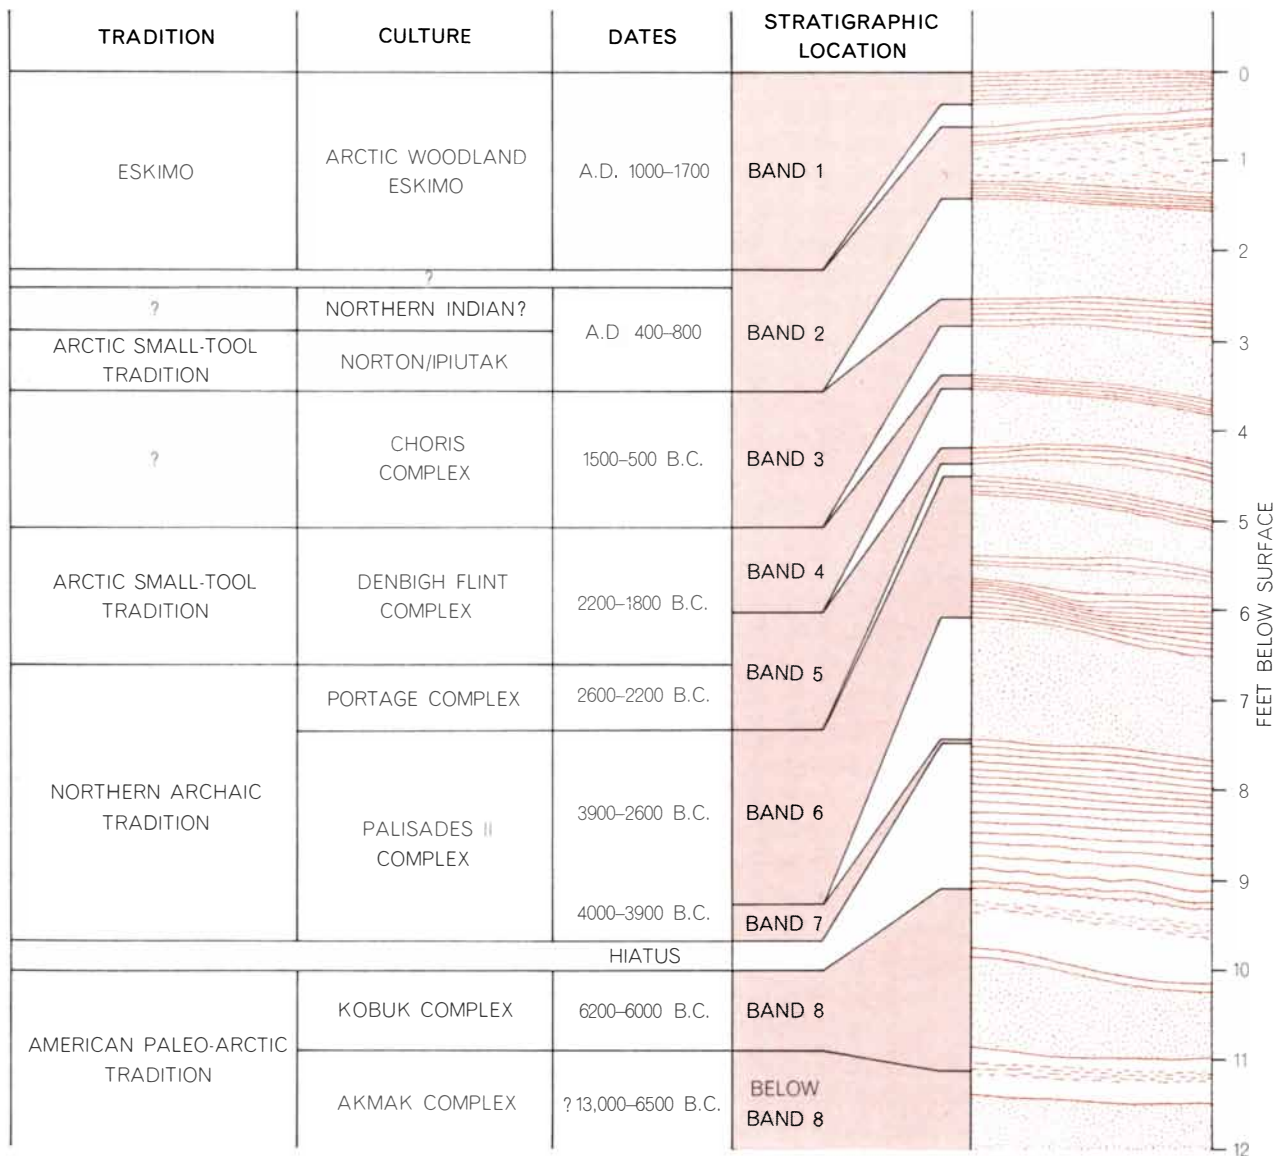 TRADITION
CULTURE
DATES
STRATIGRAPHIC
LOCATION
ESKIMO
ARCTIC WOODLAND
ESKIMO
A.D. 1000–1700
BAND 1
?
?
NORTHERN INDIAN?
A.D 400–800
BAND 2
ARCTIC SMALL-TOOL
TRADITION
NORTON/IPIUTAK
?
CHORIS
COMPLEX
1500–500 B.C.
BAND 3
ARCTIC SMALL-TOOL
TRADITION
DENBIGH FLINT
COMPLEX
2200–1800 B.C.
BAND 4
BAND 5
NORTHERN ARCHAIC
TRADITION
PORTAGE COMPLEX
2600–2200 B.C.
PALISADES II
COMPLEX
3900–2600 B.C.
BAND 6
4000–3900 B.C.
BAND 7
HIATUS
AMERICAN PALEO-ARCTIC
TRADITION
KOBUK COMPLEX
6200–6000 B.C.
BAND 8
AKMAK COMPLEX
? 13,000–6500 B.C.
BELOW
BAND 8
0
1
2
3
4
5
6
7
8
9
10
11
12
FEET BELOW SURFACE